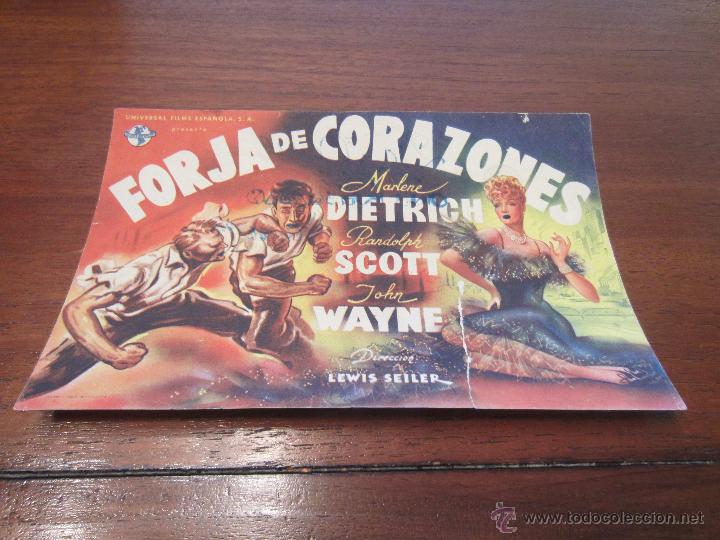 UNIVERSAL FILMS ESPAÑOLA, S. A.
presenta
FORJA DE CORAZONES
Marlene
DIETRICH
Randolph
SCOTT
John
WAYNE
Dirección
LEWIS SEILER
todocoleccion
www.todocoleccion.net